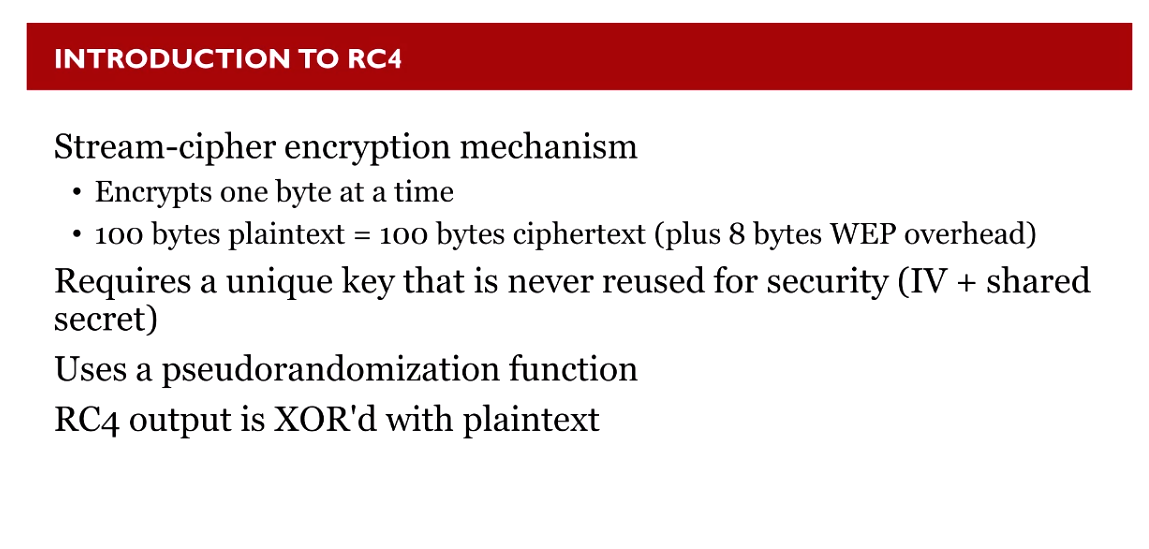 INTRODUCTION TO RC4
Stream-cipher encryption mechanism
• Encrypts one byte at a time
• 100 bytes plaintext = 100 bytes ciphertext (plus 8 bytes WEP overhead)
Requires a unique key that is never reused for security (IV + shared
secret)
Uses a pseudorandomization function
RC4 output is XOR'd with plaintext